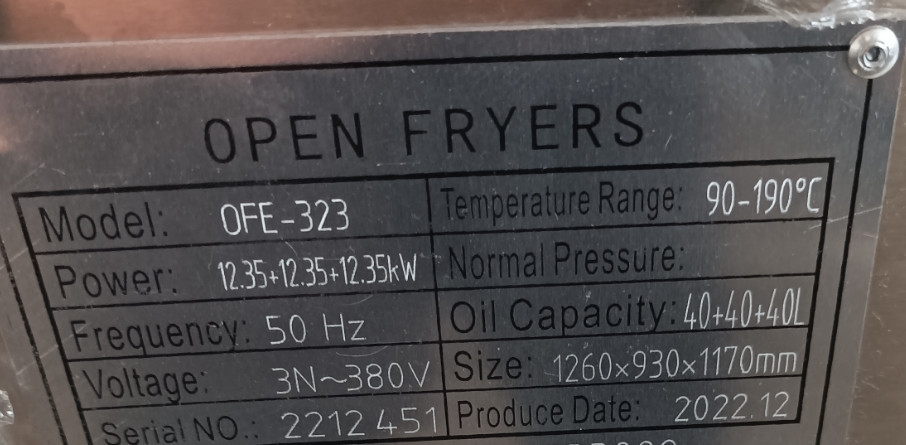 OPEN FRYERS
Model: OFE-323 Temperature Range: 90-190℃
Power: 12.35+12.35+12.35kW Normal Pressure:
Frequency: 50 Hz Oil Capacity: 40+40+40L
Voltage: 3N~380V Size: 1260×930×1170mm
Serial NO.: 2212451 Produce Date: 2022.12